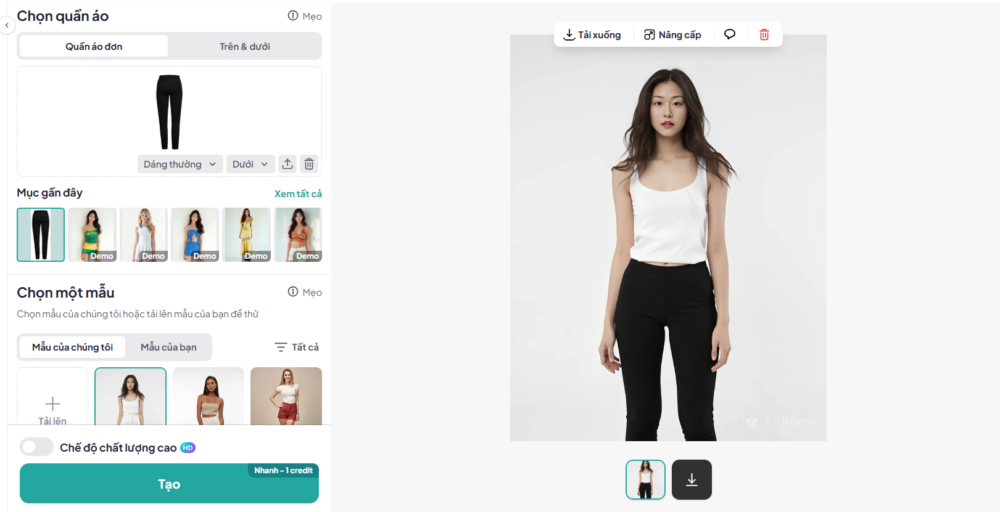 Chọn quần áo
Mẹo
Quần áo đơn
Trên & dưới
Dáng thường
Dưới
Mục gần đây
Xem tất cả
Demo
Demo
Demo
Demo
Demo
Chọn một mẫu
Mẹo
Chọn mẫu của chúng tôi hoặc tải lên mẫu của bạn để thử
Mẫu của chúng tôi
Mẫu của bạn
Tất cả
Tải lên
Chế độ chất lượng cao HD
Nhanh - 1 credit
Tạo
Tải xuống
Nâng cấp
FitRoom